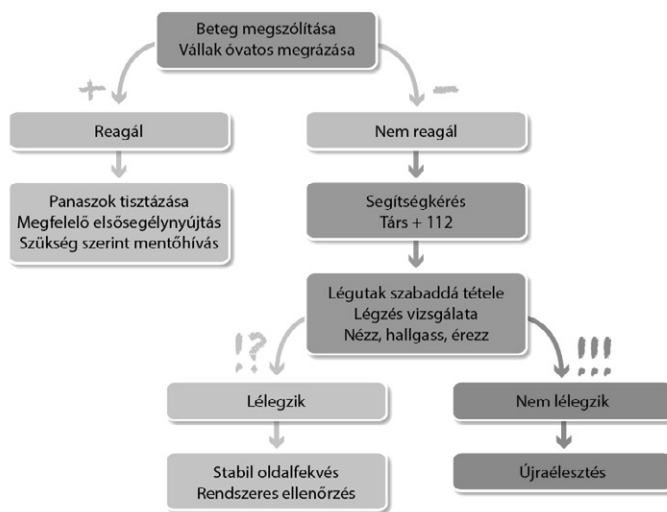 Beteg megszólítása
Vállak óvatos megrázása
+
–
Reagál
Nem reagál
Panaszok tisztázása
Megfelelő elsősegélynyújtás
Szükség szerint mentőhívás
Segítségkérés
Társ + 112
Légutak szabaddá tétele
Légzés vizsgálata
Nézz, hallgass, érezz
!?
!!!
Lélegzik
Nem lélegzik
Stabil oldalfekvés
Rendszeres ellenőrzés
Újraélesztés